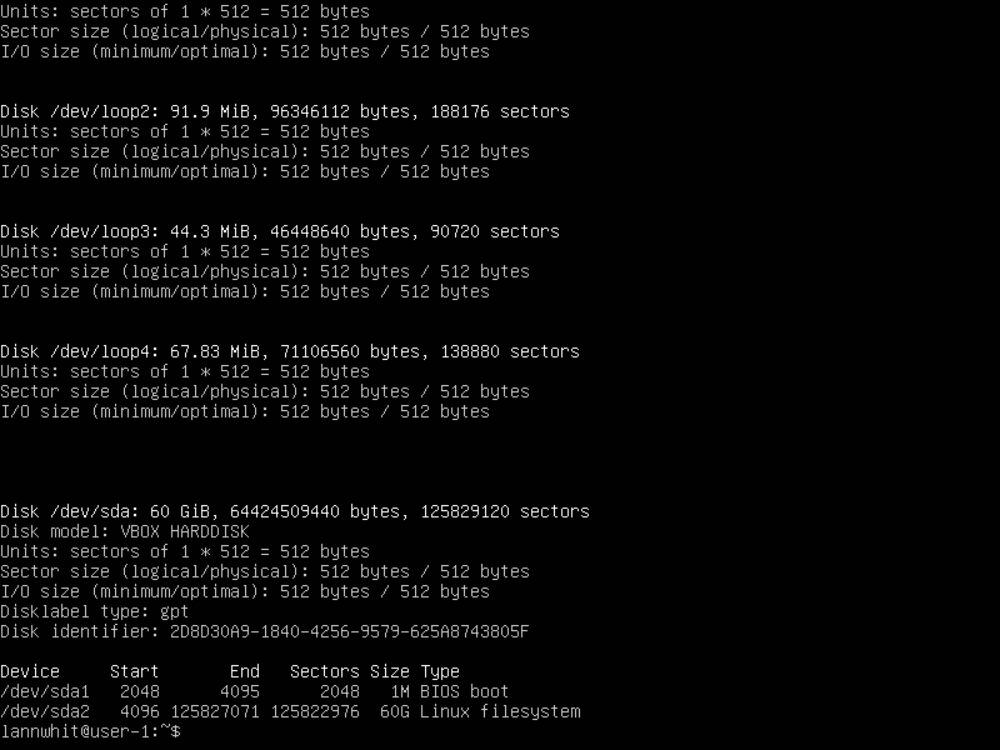 Units: sectors of 1 * 512 = 512 bytes
Sector size (logical/physical): 512 bytes / 512 bytes
I/O size (minimum/optimal): 512 bytes / 512 bytes
Disk /dev/loop2: 91.9 MiB, 96346112 bytes, 188176 sectors
Units: sectors of 1 * 512 = 512 bytes
Sector size (logical/physical): 512 bytes / 512 bytes
I/O size (minimum/optimal): 512 bytes / 512 bytes
Disk /dev/loop3: 44.3 MiB, 46448640 bytes, 90720 sectors
Units: sectors of 1 * 512 = 512 bytes
Sector size (logical/physical): 512 bytes / 512 bytes
I/O size (minimum/optimal): 512 bytes / 512 bytes
Disk /dev/loop4: 67.83 MiB, 71106560 bytes, 138880 sectors
Units: sectors of 1 * 512 = 512 bytes
Sector size (logical/physical): 512 bytes / 512 bytes
I/O size (minimum/optimal): 512 bytes / 512 bytes
Disk /dev/sda: 60 GiB, 64424509440 bytes, 125829120 sectors
Disk model: VBOX HARDDISK
Units: sectors of 1 * 512 = 512 bytes
Sector size (logical/physical): 512 bytes / 512 bytes
I/O size (minimum/optimal): 512 bytes / 512 bytes
Disklabel type: gpt
Disk identifier: 2D8D30A9-1840-4256-9579-625A8743805F
Device     Start       End   Sectors Size Type
/dev/sda1   2048      4095      2048   1M BIOS boot
/dev/sda2   4096 125827071 125822976  60G Linux filesystem
lannwhit@user-1:~$